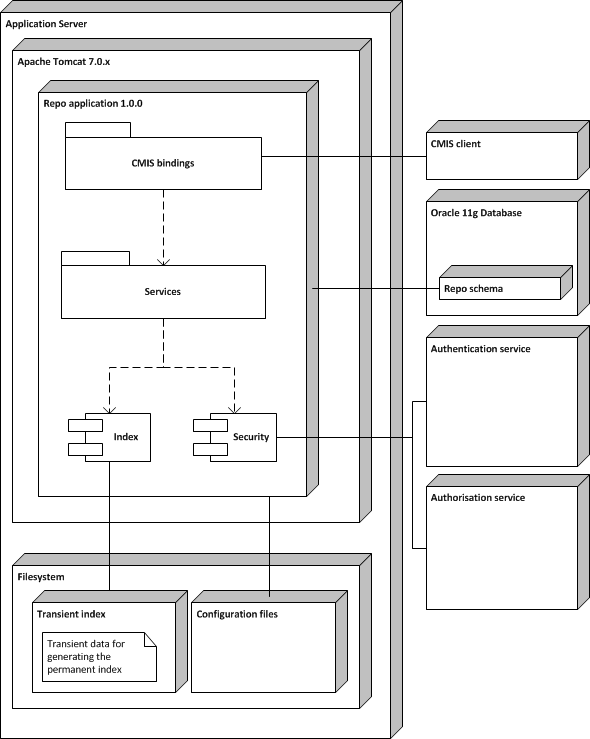 Application Server
Apache Tomcat 7.0.x
Repo application 1.0.0
CMIS bindings
CMIS client
Oracle 11g Database
Repo schema
Services
Authentication service
Index
Security
Authorisation service
Filesystem
Transient index
Transient data for
generating the
permanent index
Configuration files